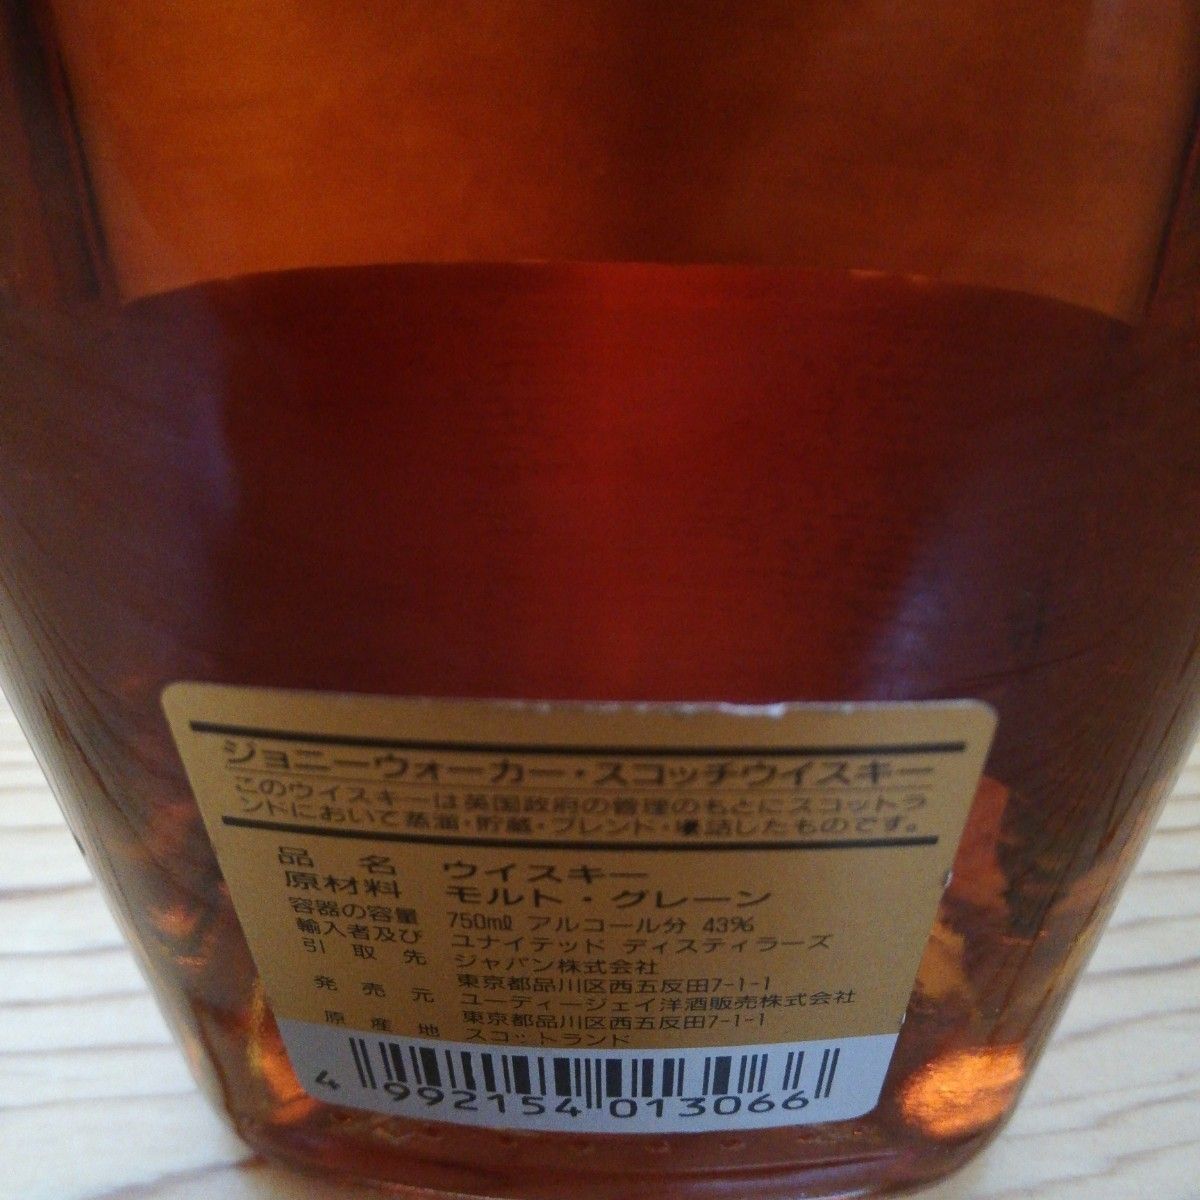 ジョニーウォーカー・スコッチウイスキー
このウイスキーは英国政府の管理のもとにスコットラ
ンドにおいて蒸溜・貯蔵・ブレンド・壜詰したものです。
品名 ウイスキー
原材料 モルト・グレーン
容器の容量 750mℓ アルコール分 43%
輸入者及び ユナイテッド ディスティラーズ
引取先 ジャパン株式会社
東京都品川区西五反田7-1-1
発売元 ユーディージェイ洋酒販売株式会社
東京都品川区西五反田7-1-1
原産地 スコットランド
4 992154 013066